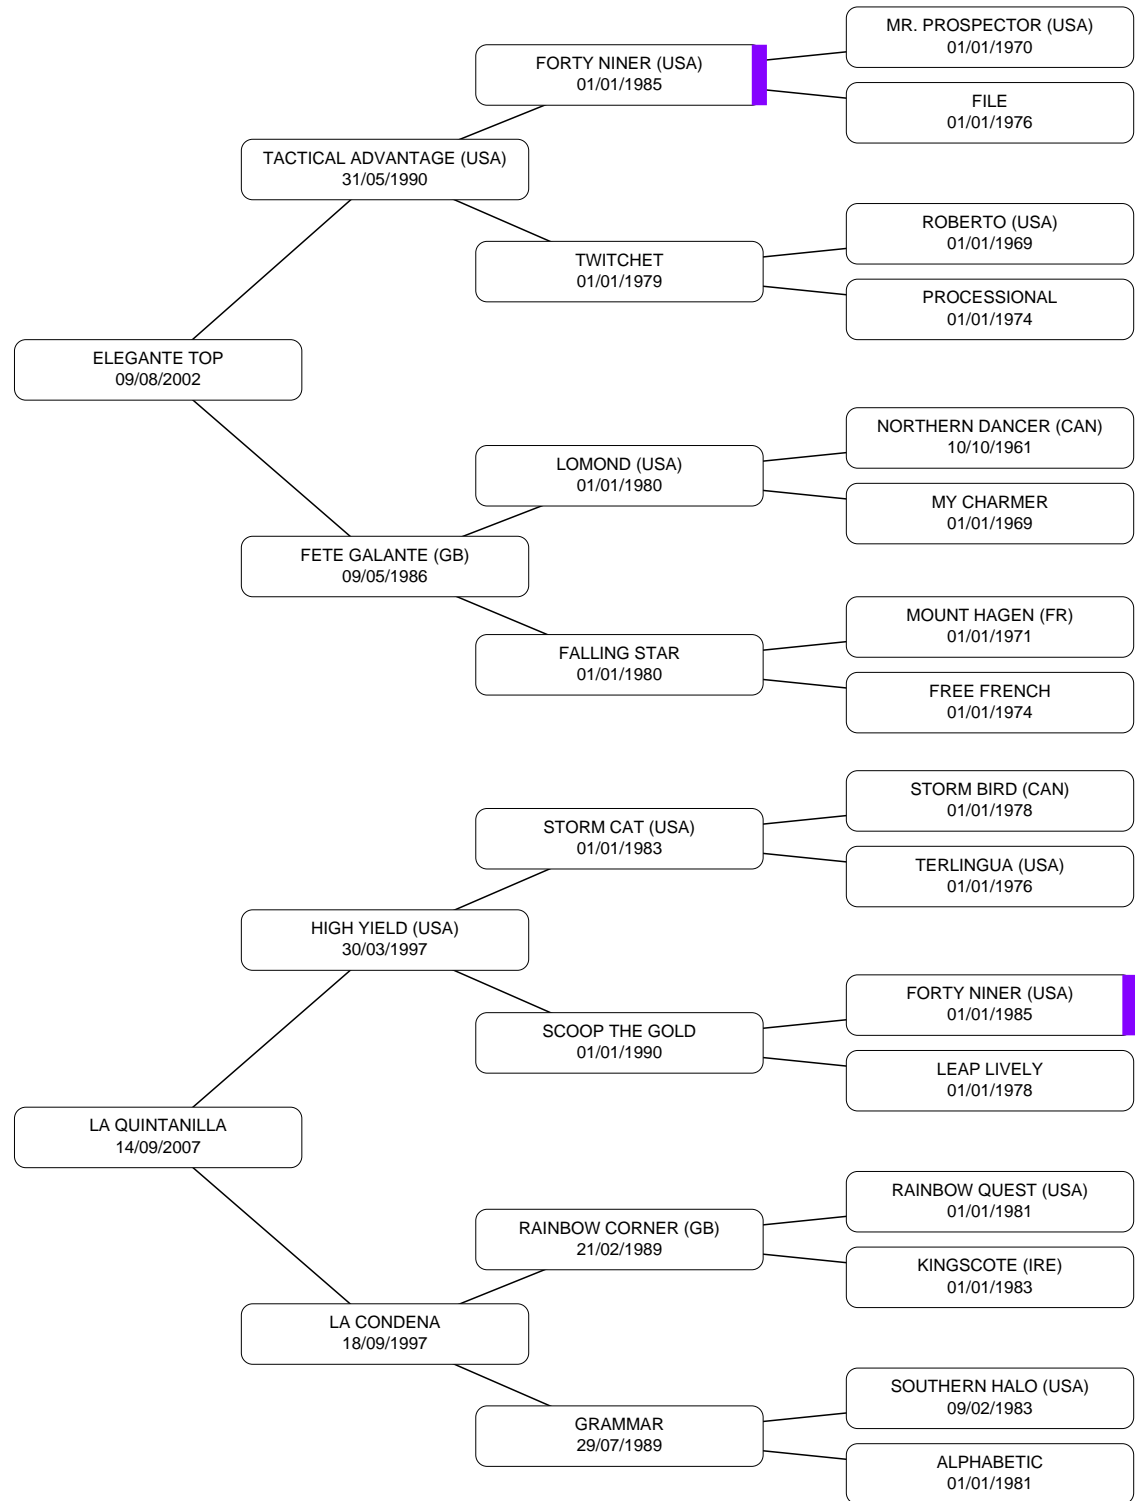 MR. PROSPECTOR (USA)
01/01/1970
FORTY NINER (USA)
01/01/1985
FILE
01/01/1976
TACTICAL ADVANTAGE (USA)
31/05/1990
ROBERTO (USA)
01/01/1969
TWITCHET
01/01/1979
PROCESSIONAL
01/01/1974
ELEGANTE TOP
09/08/2002
NORTHERN DANCER (CAN)
10/10/1961
LOMOND (USA)
01/01/1980
MY CHARMER
01/01/1969
FETE GALANTE (GB)
09/05/1986
MOUNT HAGEN (FR)
01/01/1971
FALLING STAR
01/01/1980
FREE FRENCH
01/01/1974
STORM BIRD (CAN)
01/01/1978
STORM CAT (USA)
01/01/1983
TERLINGUA (USA)
01/01/1976
HIGH YIELD (USA)
30/03/1997
FORTY NINER (USA)
01/01/1985
SCOOP THE GOLD
01/01/1990
LEAP LIVELY
01/01/1978
LA QUINTANILLA
14/09/2007
RAINBOW QUEST (USA)
01/01/1981
RAINBOW CORNER (GB)
21/02/1989
KINGSCOTE (IRE)
01/01/1983
LA CONDENA
18/09/1997
SOUTHERN HALO (USA)
09/02/1983
GRAMMAR
29/07/1989
ALPHABETIC
01/01/1981